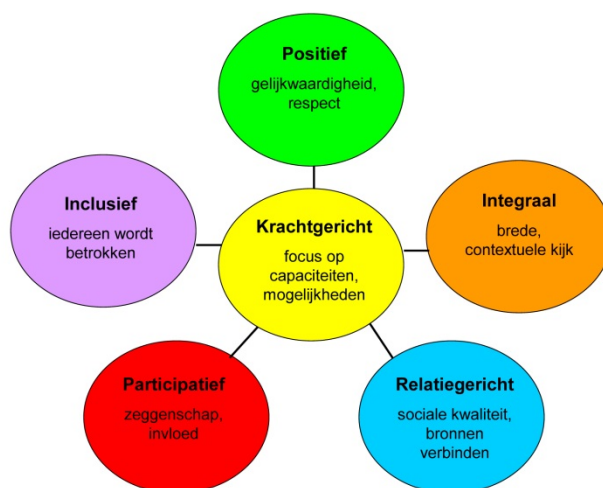 Positief
gelijkwaardigheid,
respect
Inclusief
iedereen wordt
betrokken
Krachtgericht
focus op
capaciteiten,
mogelijkheden
Integraal
brede,
contextuele kijk
Participatief
zeggenschap,
invloed
Relatiegericht
sociale kwaliteit,
bronnen
verbinden